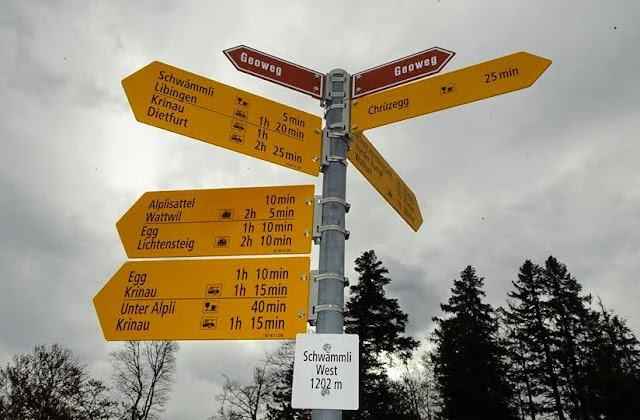 Geoweg
Geoweg
Schwämmli 5 min
Libingen 1h 20 min
Krinau 1h
Dietfurt 2h 25 min
Chrüzegg 25 min
Alplisattel 10 min
Wattwil 2h 5 min
Egg 1h 10 min
Lichtensteig 2h 10 min
Egg 1h 10 min
Krinau 1h 15 min
Unter Alpli 40 min
Krinau 1h 15 min
Schwämmli
West
1202 m